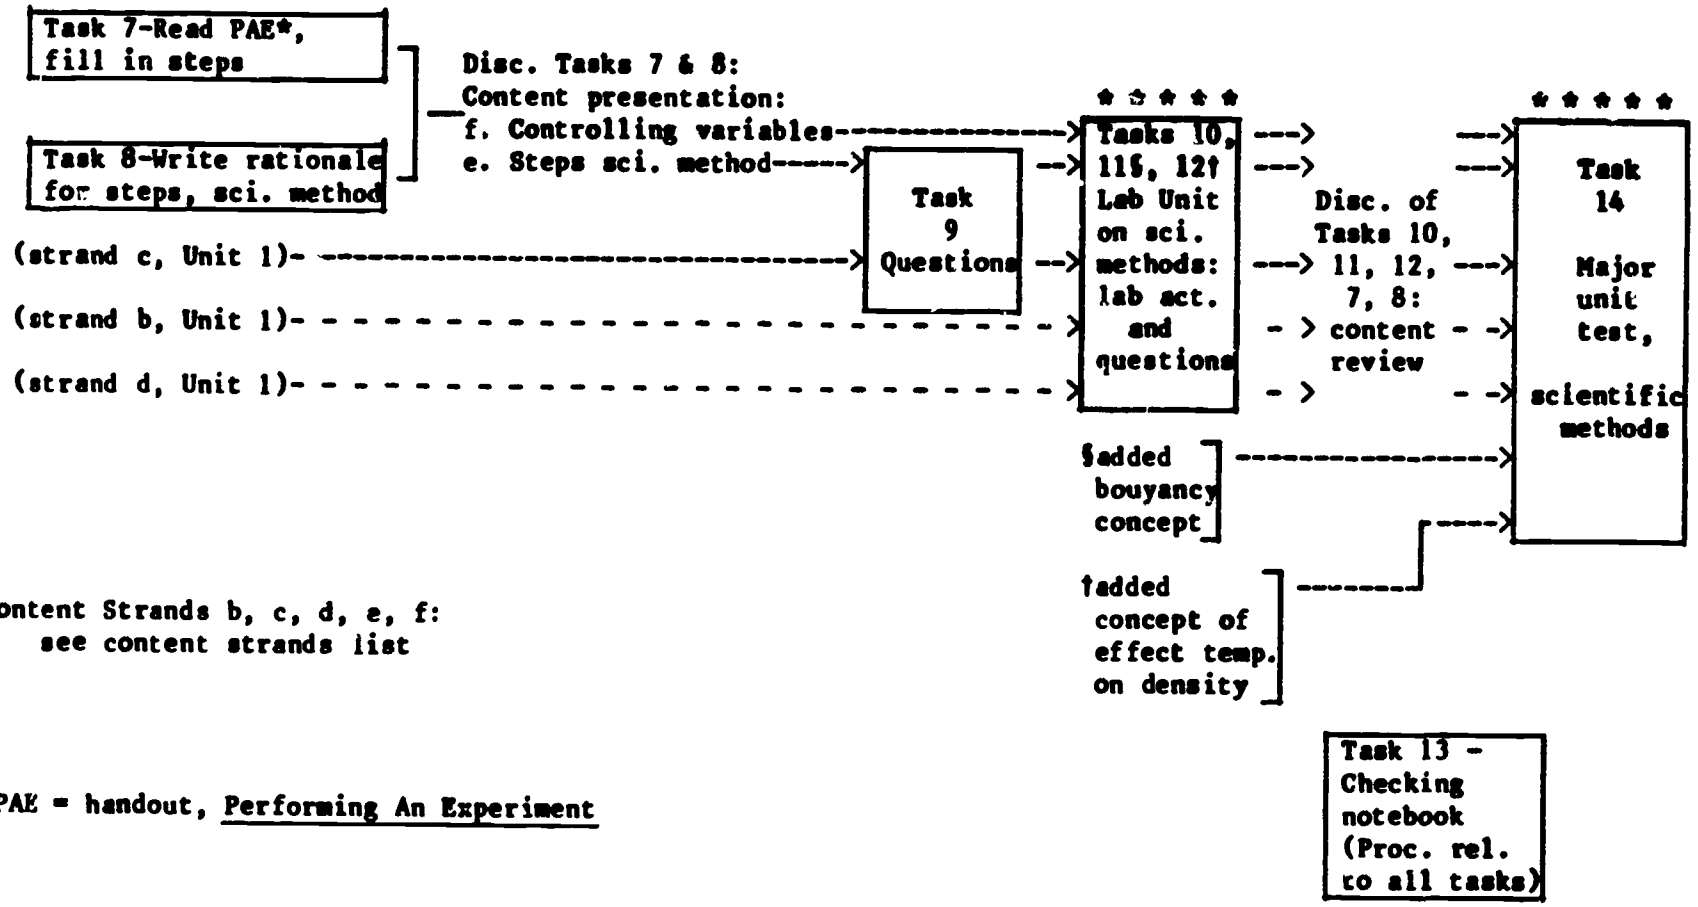 Task 7-Read PAE*,
fill in steps
Task 8-Write rationale
for steps, sci. method
Disc. Tasks 7 & 8:
Content presentation:
f. Controlling variables
e. Steps sci. method
(strand c, Unit 1)
(strand b, Unit 1)
(strand d, Unit 1)
Task
9
Questions
* * * * *
Tasks 10,
11§, 12†
Lab Unit
on sci.
methods:
lab act.
and
questions
Disc. of
Tasks 10,
11, 12,
7, 8:
content
review
* * * * *
Task
14
Major
unit
test,
scientific
methods
§added
bouyancy
concept
†added
concept of
effect temp.
on density
ontent Strands b, c, d, e, f:
see content strands list
PAE = handout, Performing An Experiment
Task 13 -
Checking
notebook
(Proc. rel.
to all tasks)